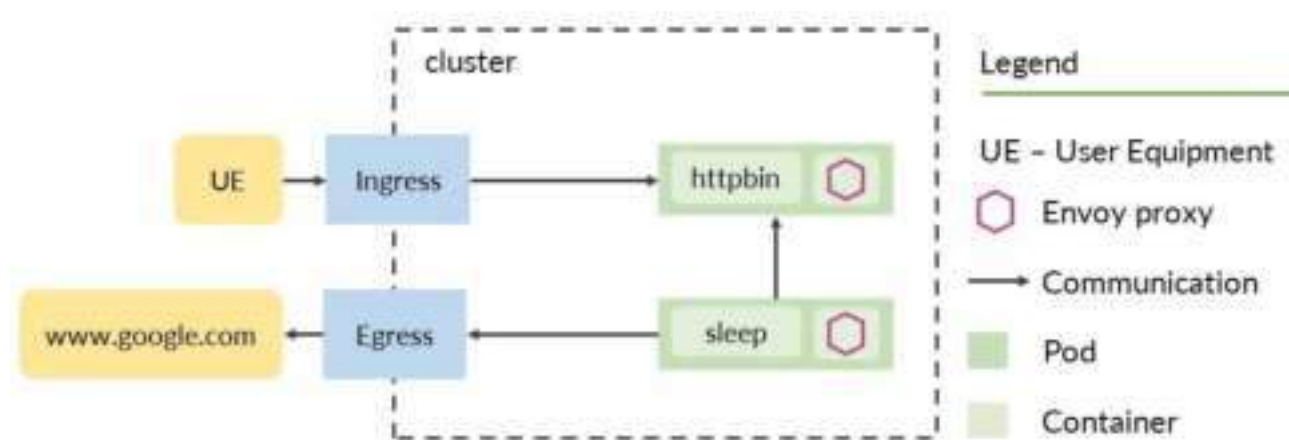 cluster
UE
Ingress
httpbin
www.google.com
Egress
sleep
Legend
UE – User Equipment
Envoy proxy
Communication
Pod
Container